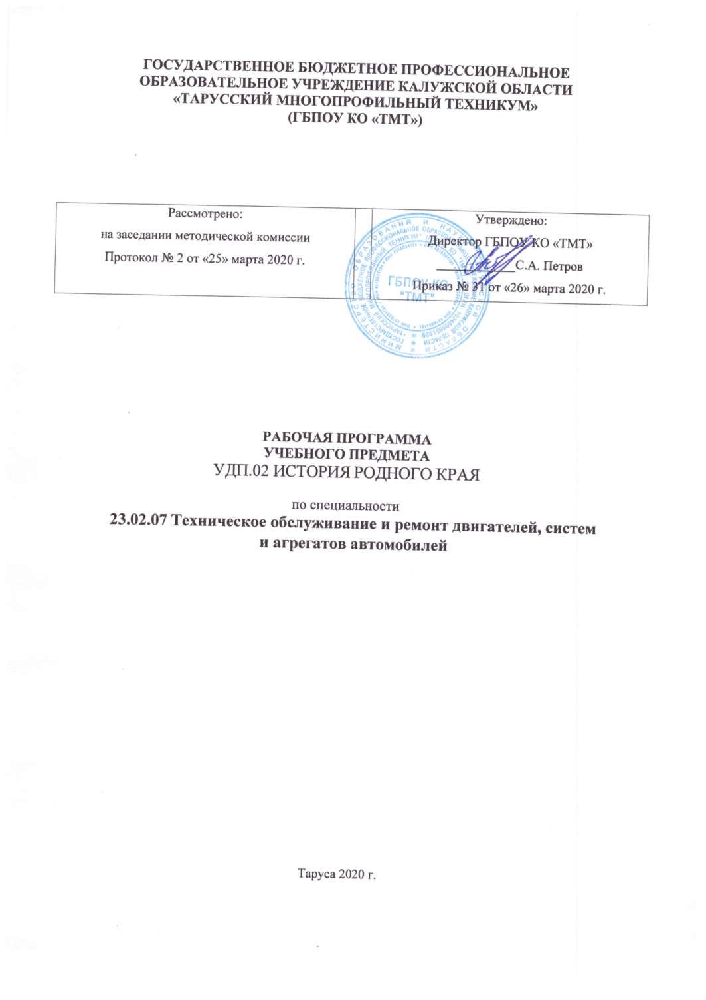 ГОСУДАРСТВЕННОЕ БЮДЖЕТНОЕ ПРОФЕССИОНАЛЬНОЕ
ОБРАЗОВАТЕЛЬНОЕ УЧРЕЖДЕНИЕ КАЛУЖСКОЙ ОБЛАСТИ
«ТАРУССКИЙ МНОГОПРОФИЛЬНЫЙ ТЕХНИКУМ»
(ГБПОУ КО «ТМТ»)
Рассмотрено:
на заседании методической комиссии
Протокол № 2 от «25» марта 2020 г.
Утверждено:
Директор ГБПОУ КО «ТМТ»
____________С.А. Петров
Приказ № 31 от «26» марта 2020 г.
ГБПОУ КО
"ТМТ"
РАБОЧАЯ ПРОГРАММА
УЧЕБНОГО ПРЕДМЕТА
УДП.02 ИСТОРИЯ РОДНОГО КРАЯ
по специальности
23.02.07 Техническое обслуживание и ремонт двигателей, систем
и агрегатов автомобилей
Таруса 2020 г.